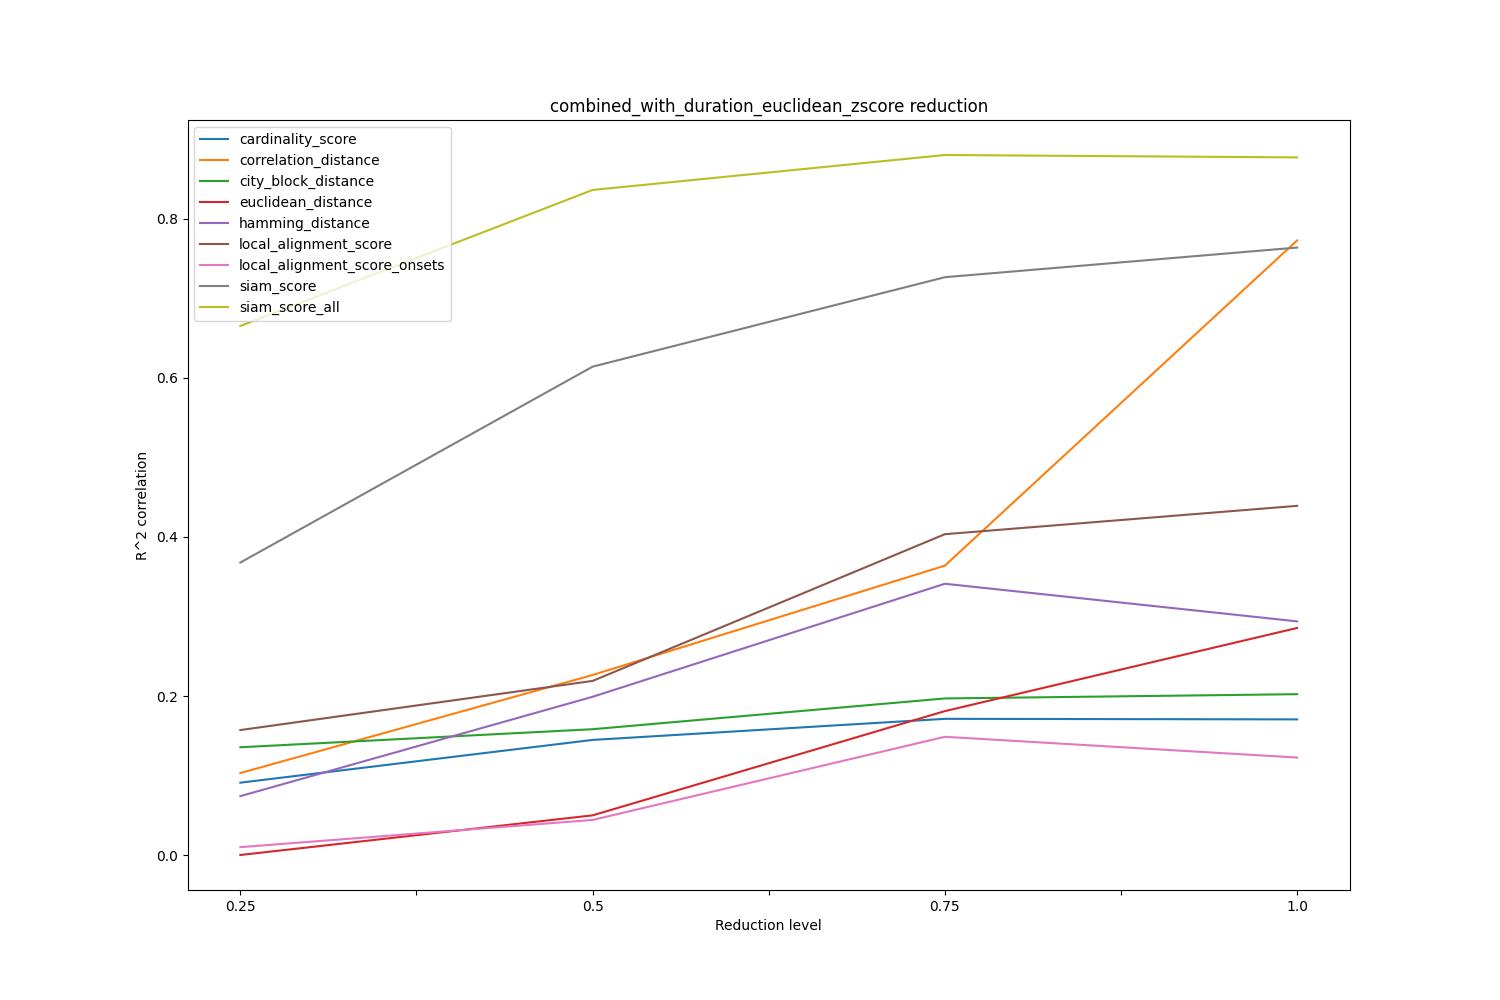 combined_with_duration_euclidean_zscore reduction
cardinality_score
correlation_distance
city_block_distance
euclidean_distance
hamming_distance
local_alignment_score
local_alignment_score_onsets
siam_score
siam_score_all
0.8
0.6
0.4
0.2
0.0
R^2 correlation
0.25 0.5 0.75 1.0
Reduction level